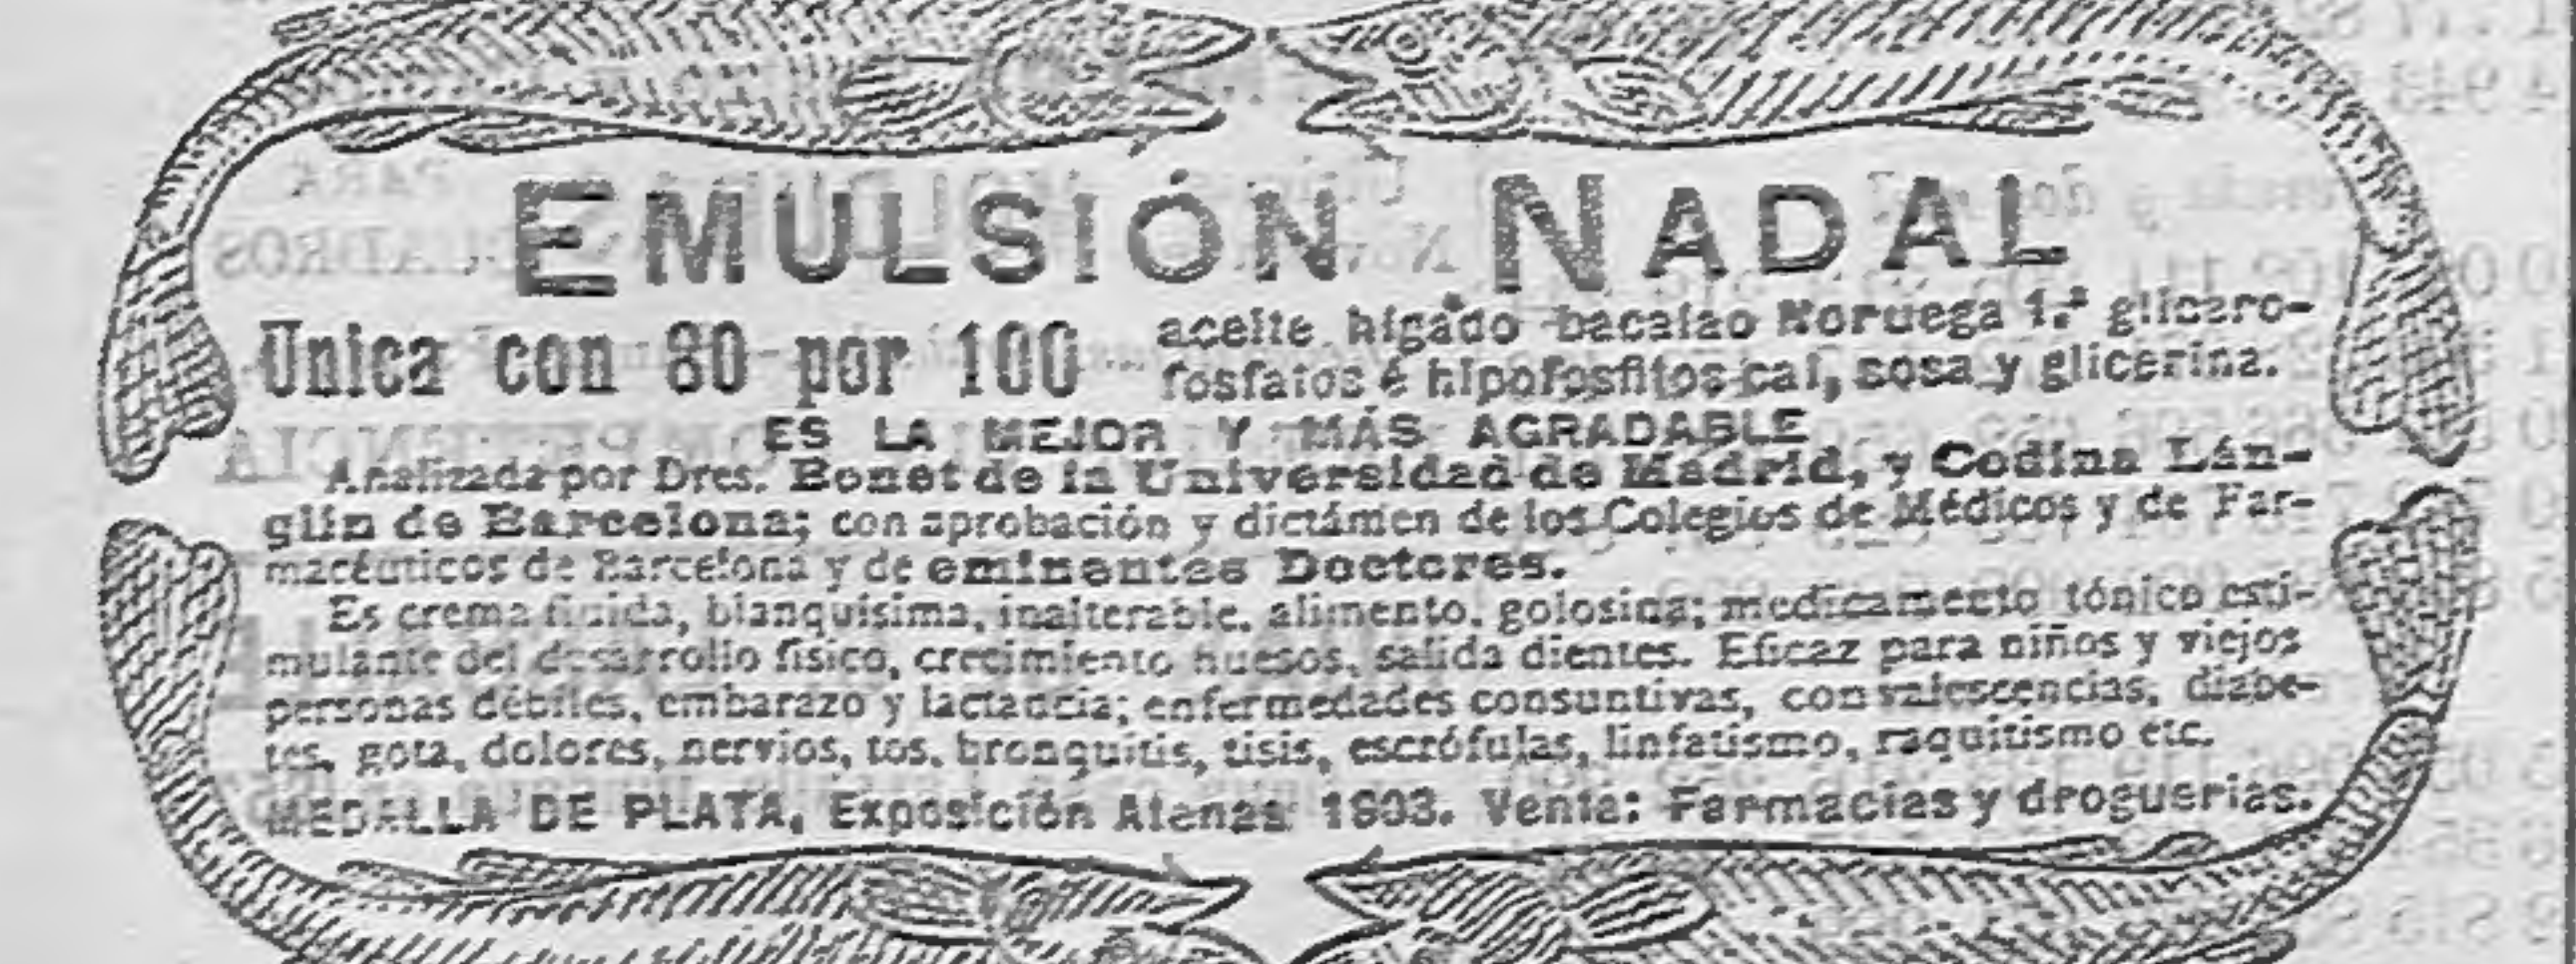 EMULSIÓN NADAL
Unica con 80 por 100 aceite hígado bacalao Noruega 1.ª glicero-
fosfatos é hipofosfitos cal, sosa y glicerina.
ES LA MEJOR Y MÁS AGRADABLE
Analizada por Dres. Bonet de la Universidad de Madrid, y Codina Lán-
glin de Barcelona; con aprobación y dictámen de los Colegios de Médicos y de Far-
macéuticos de Barcelona y de eminentes Doctores.
Es crema fluida, blanquísima, inalterable, alimento, golosina; medicamento tónico esti-
mulante del desarrollo físico, crecimiento huesos, salida dientes. Eficaz para niños y viejos
personas débiles, embarazo y lactancia; enfermedades consuntivas, convalescencias, diabe-
tes, gota, dolores, nervios, tos, bronquitis, tisis, escrófulas, linfatismo, raquitismo etc.
MEDALLA DE PLATA, Exposición Atenas 1903. Venta: Farmacias y droguerias.